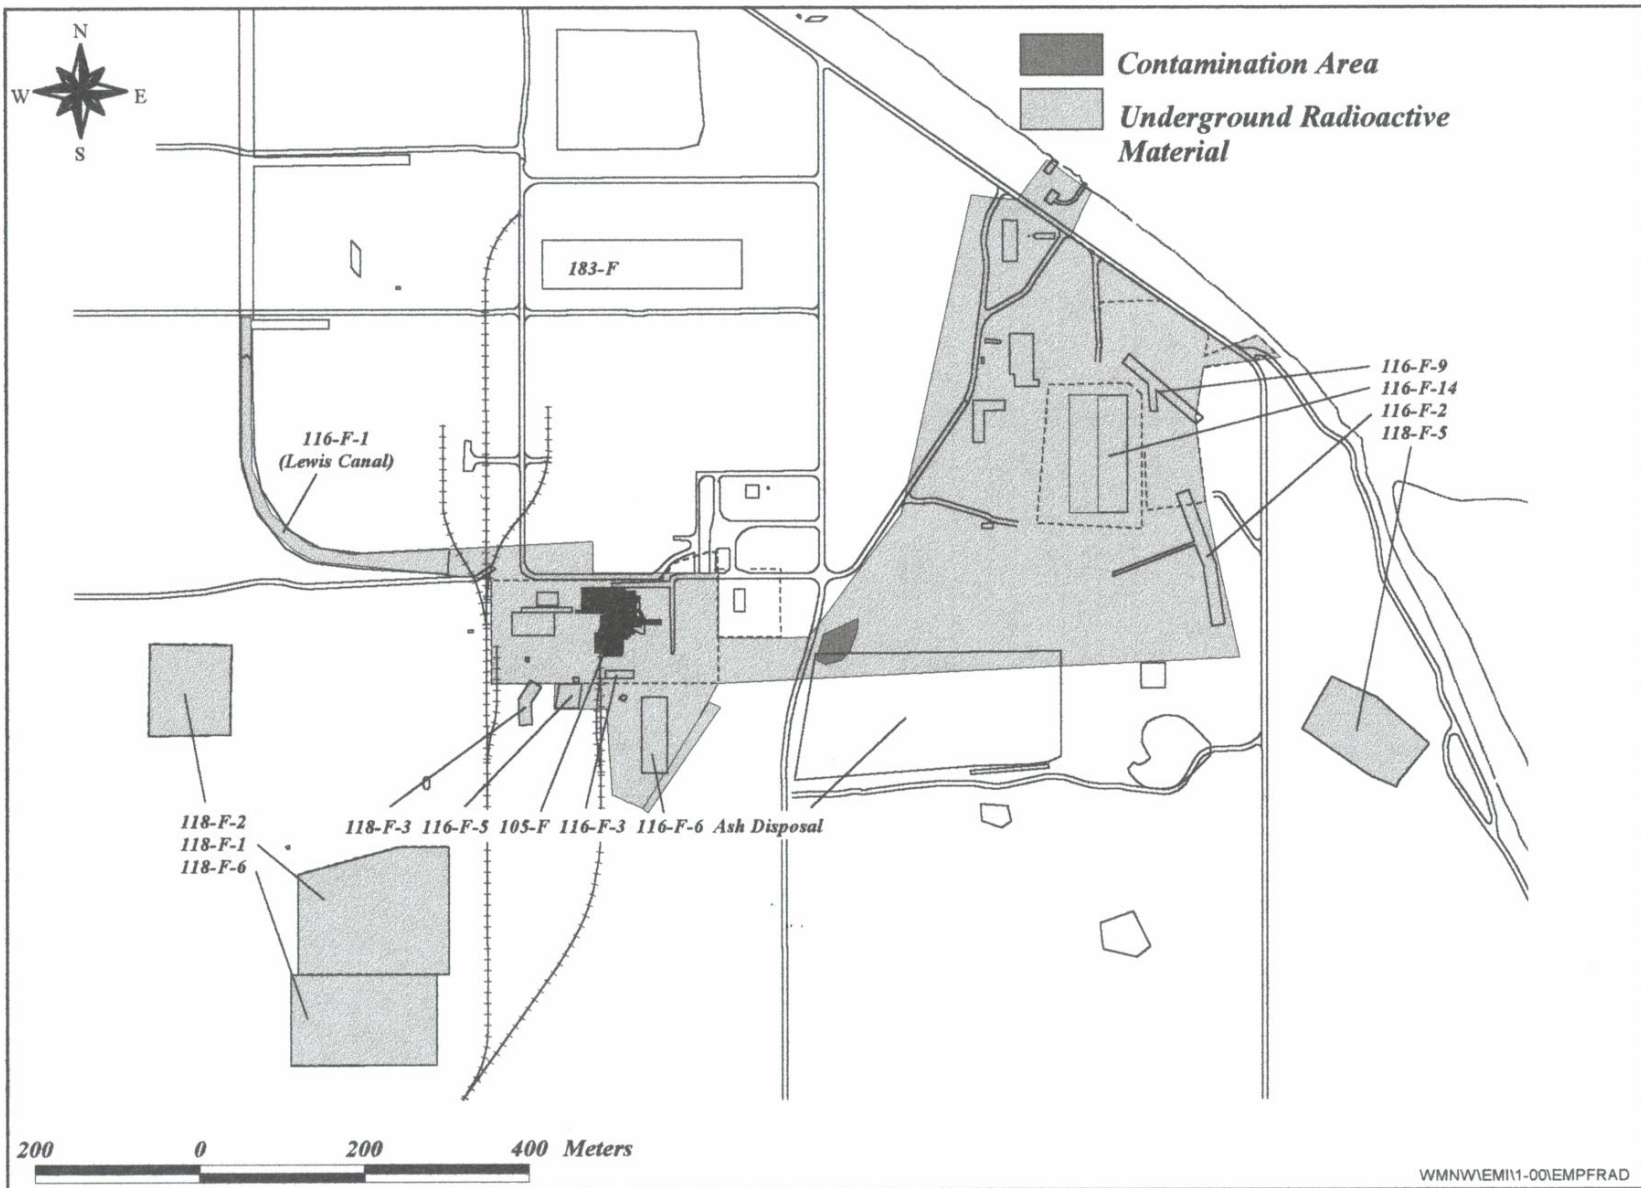 N
W E
S
Contamination Area
Underground Radioactive
Material
183-F
116-F-9
116-F-14
116-F-2
118-F-5
116-F-1
(Lewis Canal)
118-F-2
118-F-1
118-F-6
118-F-3 116-F-5 105-F 116-F-3 116-F-6 Ash Disposal
200 0 200 400 Meters
WMNW\EMI\1-00\EMPFRAD